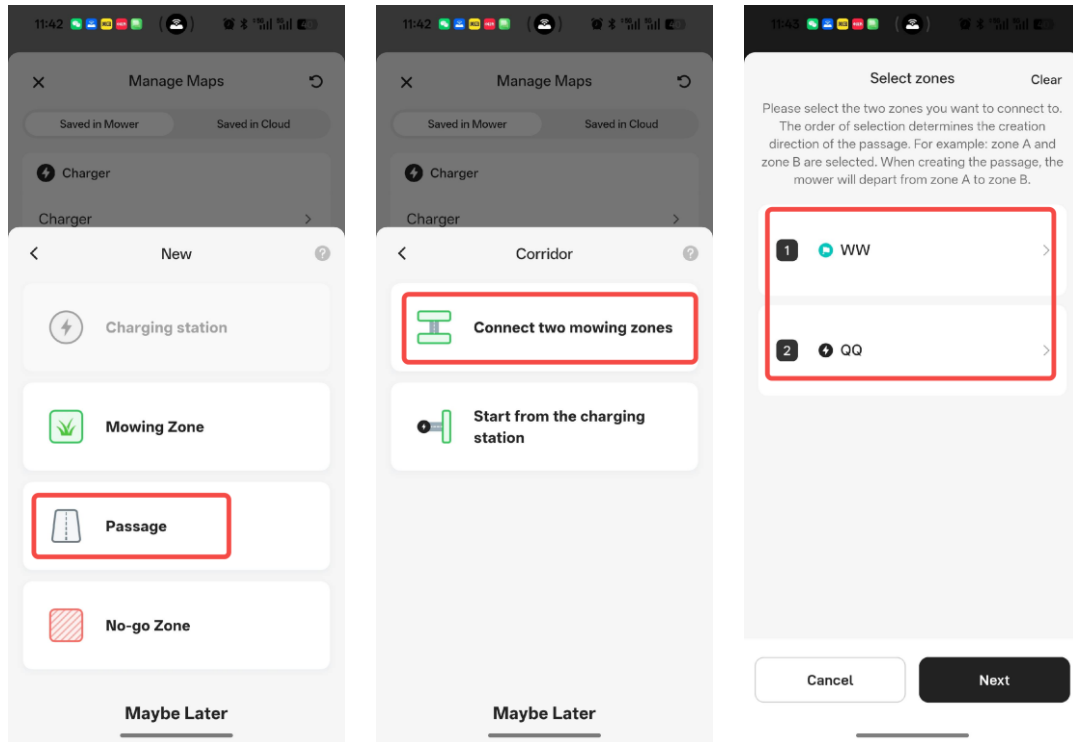 11:42
Manage Maps
Saved in Mower Saved in Cloud
Charger
Charger
New
Charging station
Mowing Zone
Passage
No-go Zone
Maybe Later
11:42
Manage Maps
Saved in Mower Saved in Cloud
Charger
Charger
Corridor
Connect two mowing zones
Start from the charging
station
Maybe Later
11:43
Select zones Clear
Please select the two zones you want to connect to.
The order of selection determines the creation
direction of the passage. For example: zone A and
zone B are selected. When creating the passage, the
mower will depart from zone A to zone B.
1 WW
2 QQ
Cancel Next